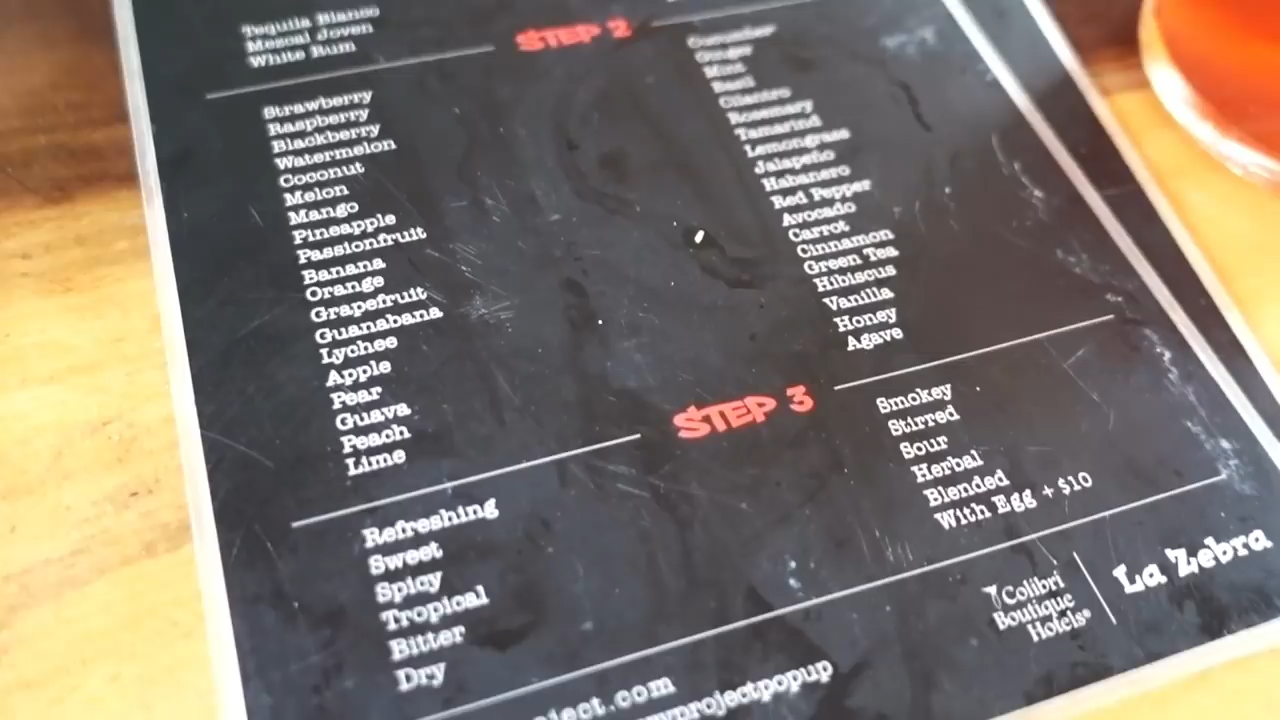 Tequila Blanco
Mezcal Joven
White Rum
STEP 2
Strawberry
Raspberry
Blackberry
Watermelon
Coconut
Melon
Mango
Pineapple
Passionfruit
Banana
Orange
Grapefruit
Guanabana
Lychee
Apple
Pear
Guava
Peach
Lime
Cucumber
Ginger
Mint
Basil
Cilantro
Rosemary
Tamarind
Lemongrass
Jalapeño
Habanero
Red Pepper
Avocado
Carrot
Cinnamon
Green Tea
Hibiscus
Vanilla
Honey
Agave
STEP 3
Refreshing
Sweet
Spicy
Tropical
Bitter
Dry
Smokey
Stirred
Sour
Herbal
Blended
With Egg + $10
Colibri
Boutique
Hotels®
La Zebra